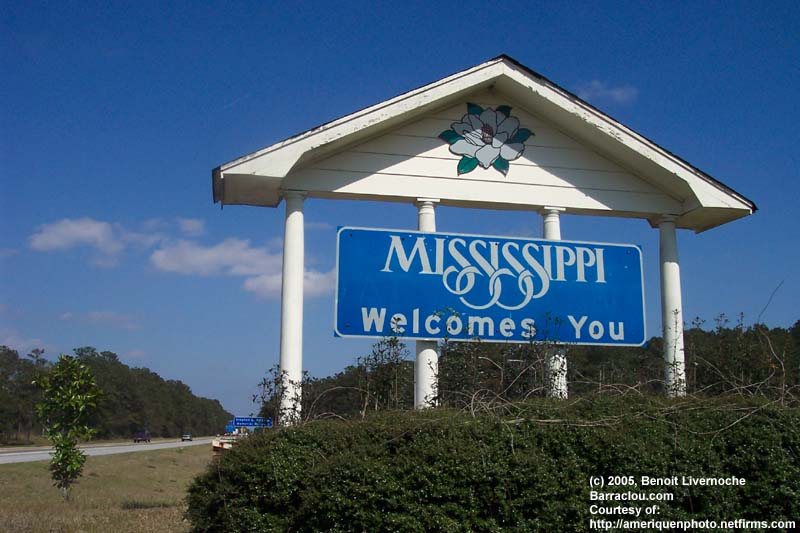 MISSISSIPPI
Welcomes You
(c) 2005, Benoit Livernoche
Barraclou.com
Courtesy of:
http://ameriquenphoto.netfirms.com